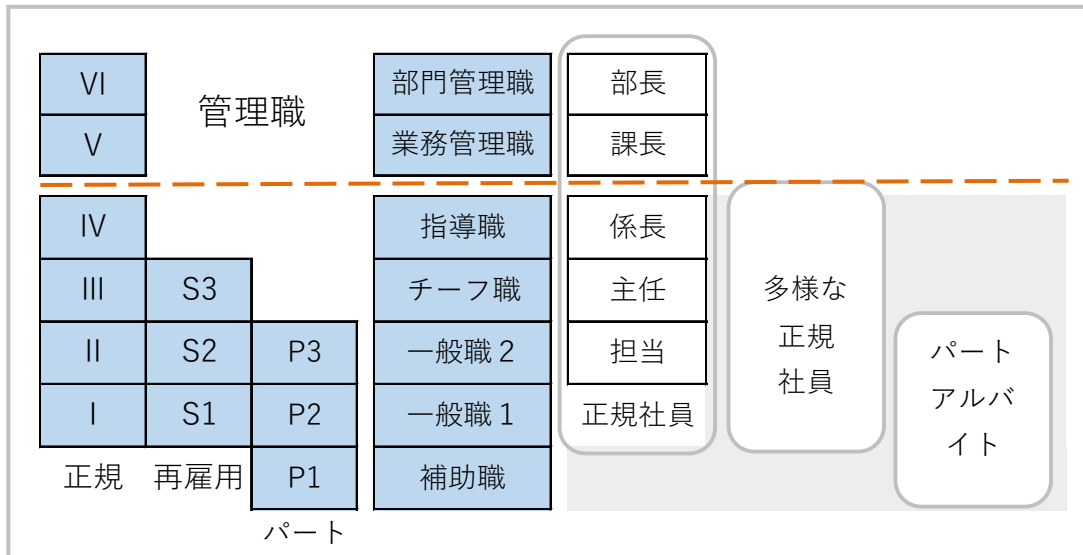 VI
部門管理職
部長
管理職
V
業務管理職
課長
IV
指導職
係長
III
S3
チーフ職
主任
多様な
正規
社員
II
S2
P3
一般職２
担当
パート
アルバ
イト
I
S1
P2
一般職１
正規社員
正規
再雇用
P1
補助職
パート